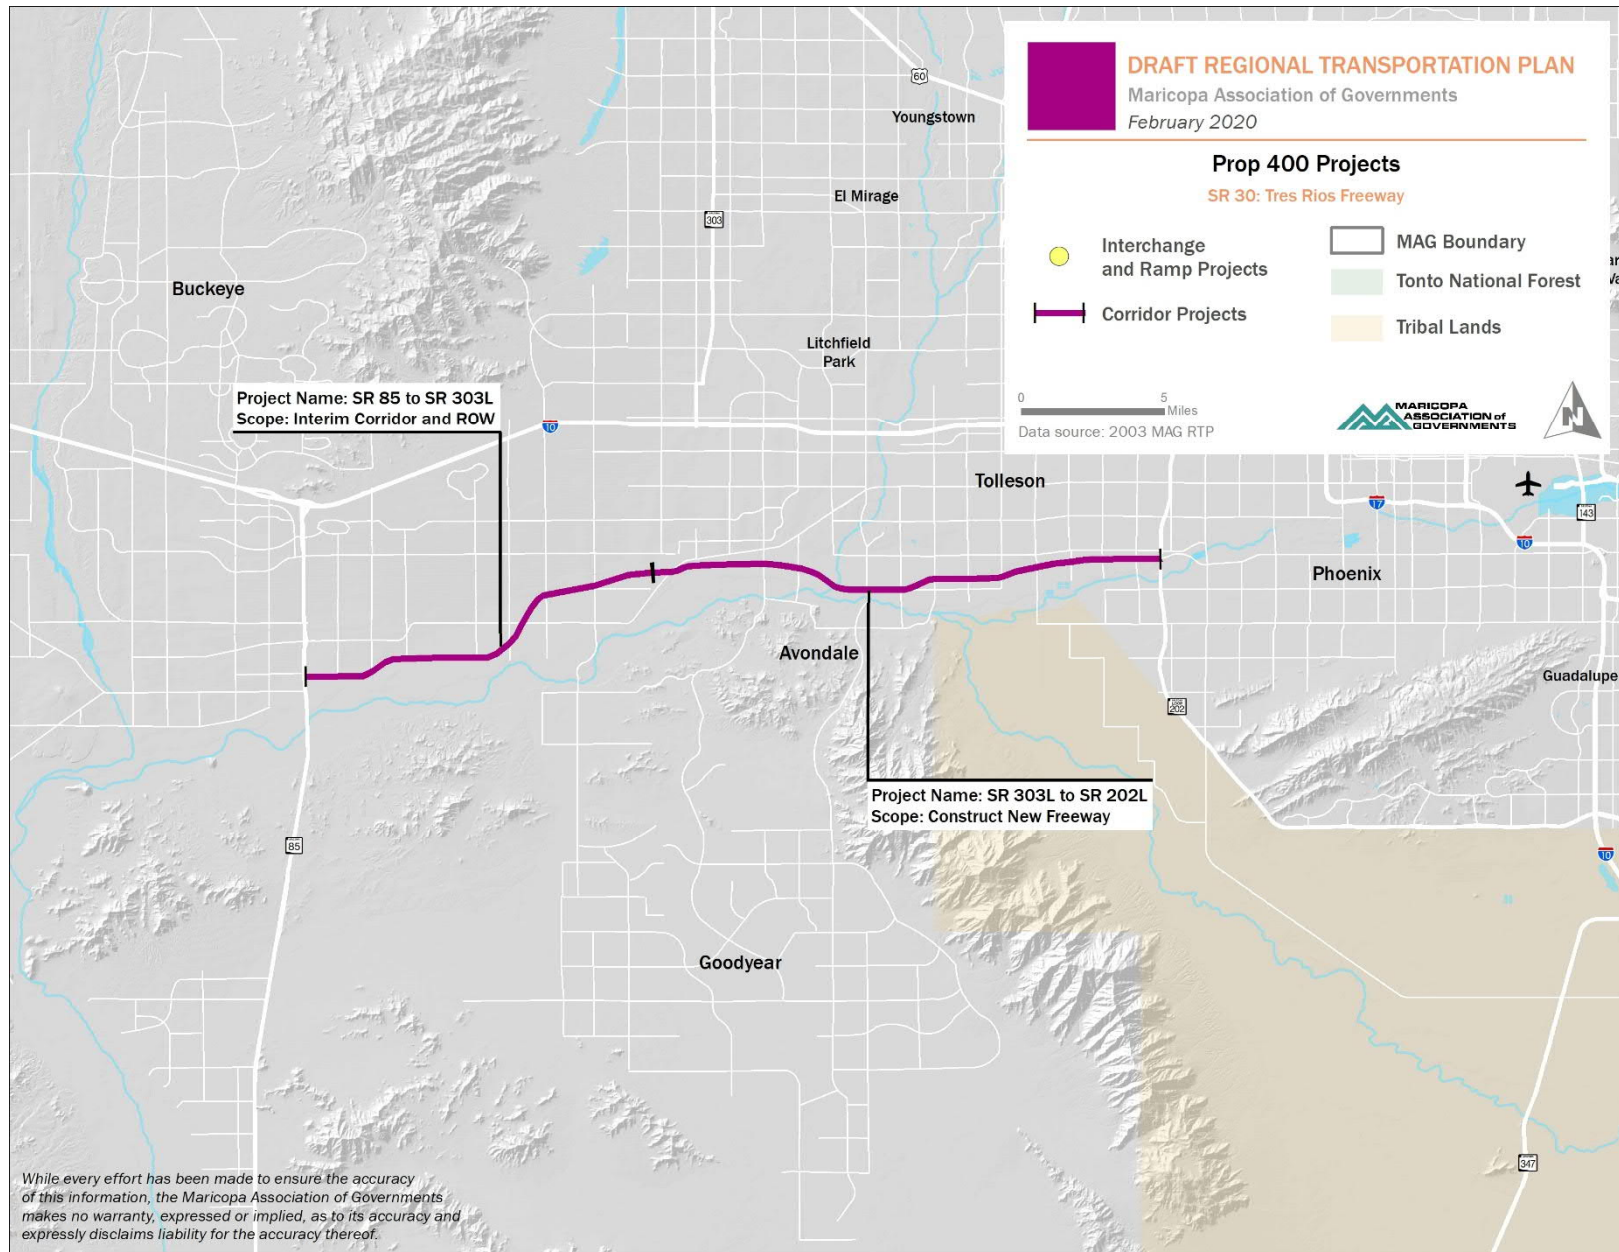 DRAFT REGIONAL TRANSPORTATION PLAN
Maricopa Association of Governments
February 2020
Prop 400 Projects
SR 30: Tres Rios Freeway
Interchange
and Ramp Projects
Corridor Projects
MAG Boundary
Tonto National Forest
Tribal Lands
0 5
Miles
Data source: 2003 MAG RTP
MARICOPA
ASSOCIATION of
GOVERNMENTS
N
60
Youngstown
El Mirage
303
Buckeye
Litchfield
Park
Project Name: SR 85 to SR 303L
Scope: Interim Corridor and ROW
10
Tolleson
17
143
10
Phoenix
Avondale
Guadalupe
202
Project Name: SR 303L to SR 202L
Scope: Construct New Freeway
85
10
Goodyear
347
While every effort has been made to ensure the accuracy
of this information, the Maricopa Association of Governments
makes no warranty, expressed or implied, as to its accuracy and
expressly disclaims liability for the accuracy thereof.